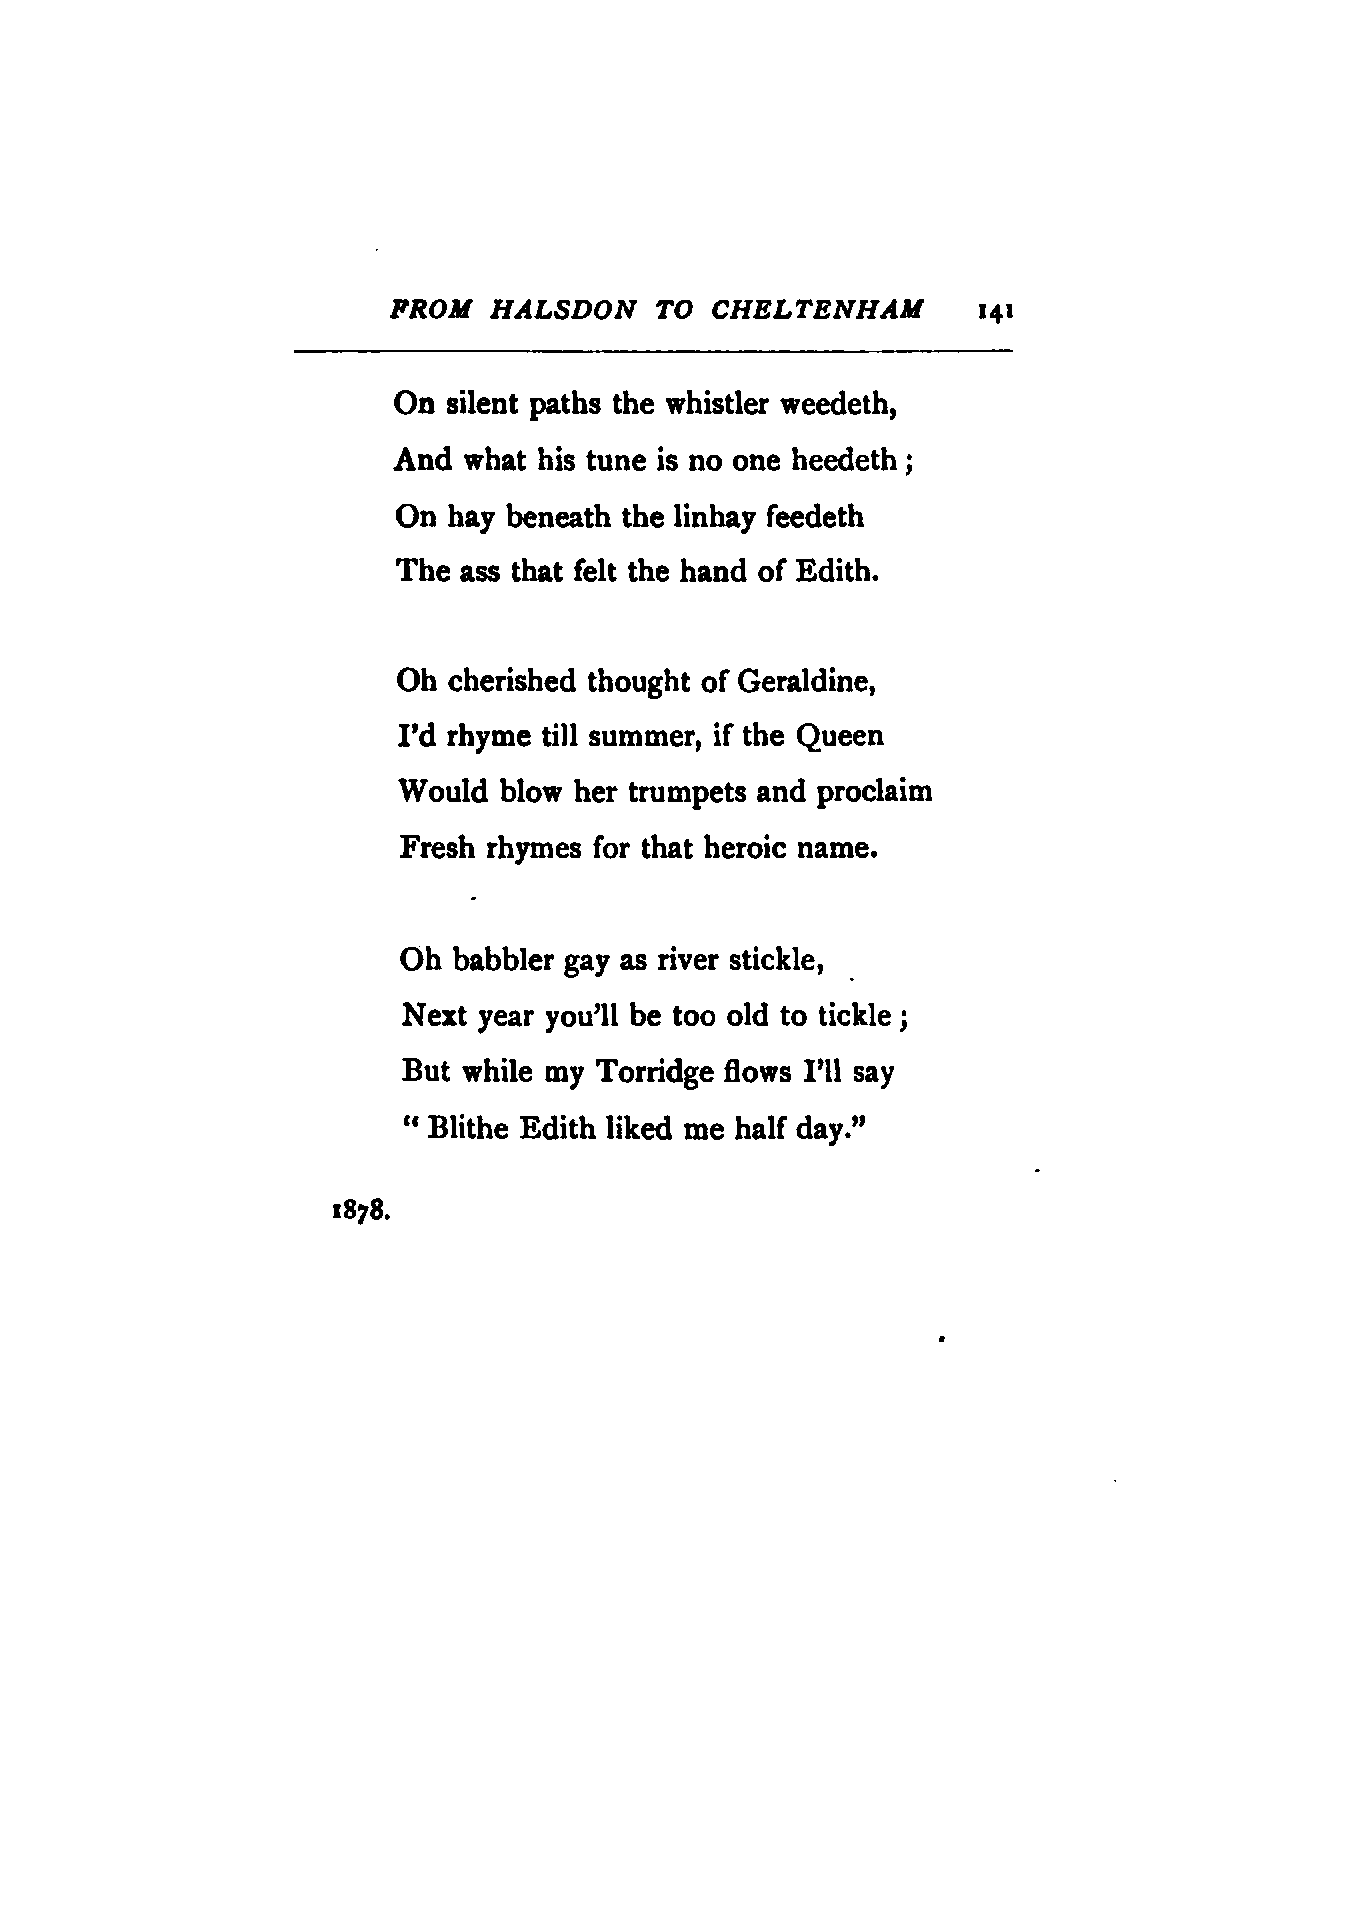 FROM HALSDON TO CHELTENHAM 141
On silent paths the whistler weedeth,
And what his tune is no one heedeth ;
On hay beneath the linhay feedeth
The ass that felt the hand of Edith.
Oh cherished thought of Geraldine,
I'd rhyme till summer, if the Queen
Would blow her trumpets and proclaim
Fresh rhymes for that heroic name.
Oh babbler gay as river stickle,
Next year you'll be too old to tickle ;
But while my Torridge flows I'll say
" Blithe Edith liked me half day."
1878.